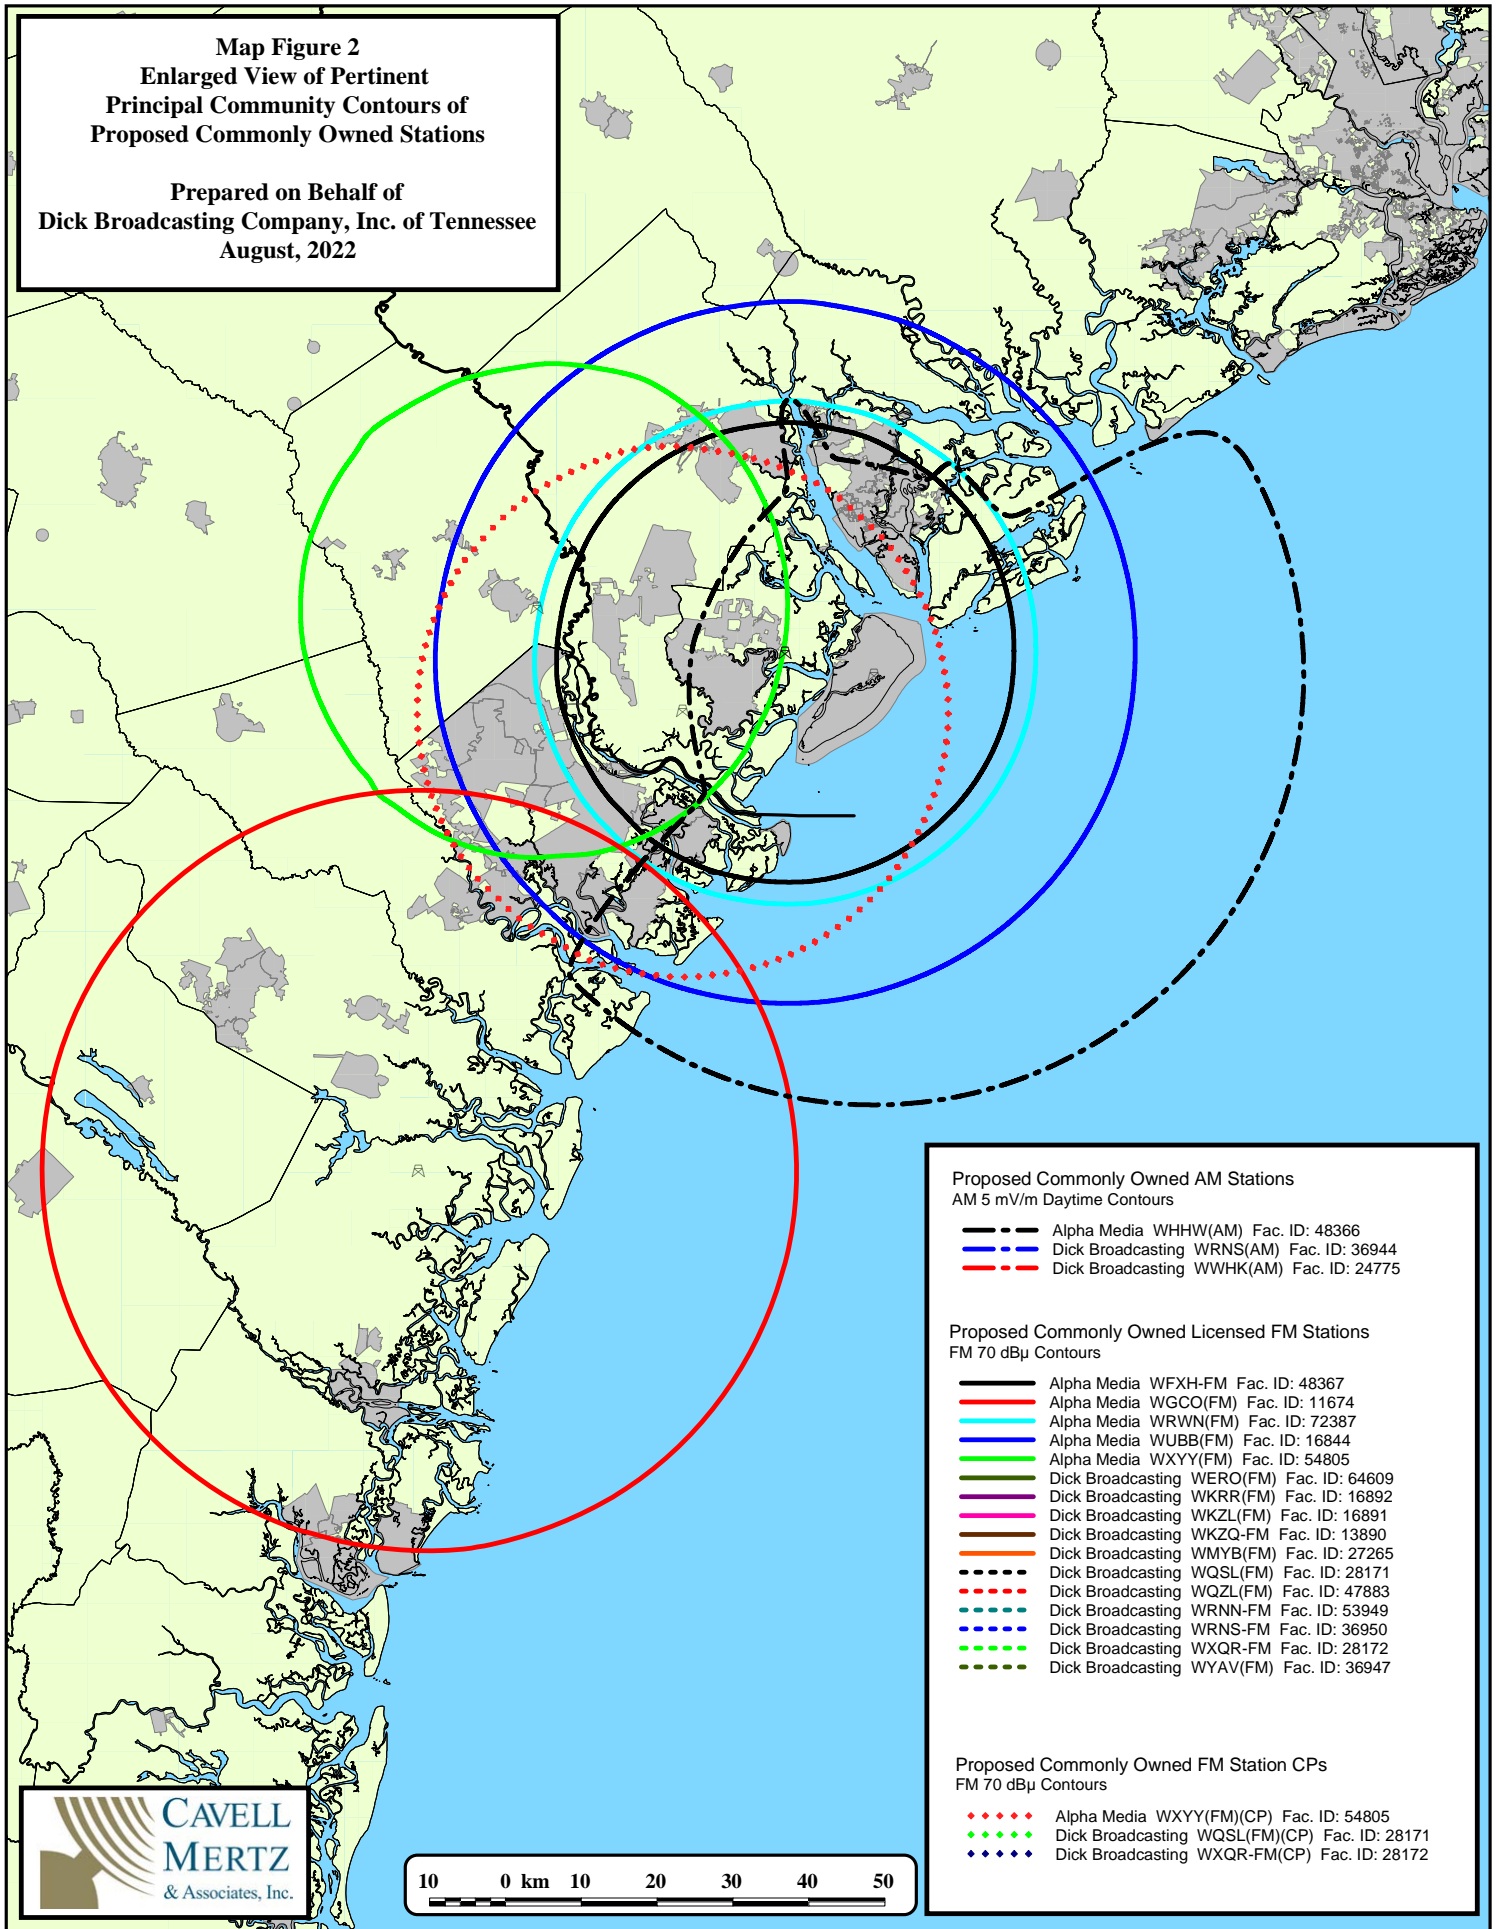 Map Figure 2
Enlarged View of Pertinent
Principal Community Contours of
Proposed Commonly Owned Stations
Prepared on Behalf of
Dick Broadcasting Company, Inc. of Tennessee
August, 2022
Proposed Commonly Owned AM Stations
AM 5 mV/m Daytime Contours
Alpha Media WHHW(AM) Fac. ID: 48366
Dick Broadcasting WRNS(AM) Fac. ID: 36944
Dick Broadcasting WWHK(AM) Fac. ID: 24775
Proposed Commonly Owned Licensed FM Stations
FM 70 dBµ Contours
Alpha Media WFXH-FM Fac. ID: 48367
Alpha Media WGCO(FM) Fac. ID: 11674
Alpha Media WRWN(FM) Fac. ID: 72387
Alpha Media WUBB(FM) Fac. ID: 16844
Alpha Media WXYY(FM) Fac. ID: 54805
Dick Broadcasting WERO(FM) Fac. ID: 64609
Dick Broadcasting WKRR(FM) Fac. ID: 16892
Dick Broadcasting WKZL(FM) Fac. ID: 16891
Dick Broadcasting WKZQ-FM Fac. ID: 13890
Dick Broadcasting WMYB(FM) Fac. ID: 27265
Dick Broadcasting WQSL(FM) Fac. ID: 28171
Dick Broadcasting WQZL(FM) Fac. ID: 47883
Dick Broadcasting WRNN-FM Fac. ID: 53949
Dick Broadcasting WRNS-FM Fac. ID: 36950
Dick Broadcasting WXQR-FM Fac. ID: 28172
Dick Broadcasting WYAV(FM) Fac. ID: 36947
Proposed Commonly Owned FM Station CPs
FM 70 dBµ Contours
Alpha Media WXYY(FM)(CP) Fac. ID: 54805
Dick Broadcasting WQSL(FM)(CP) Fac. ID: 28171
Dick Broadcasting WXQR-FM(CP) Fac. ID: 28172
CAVELL
MERTZ
& Associates, Inc.
10 0 km 10 20 30 40 50